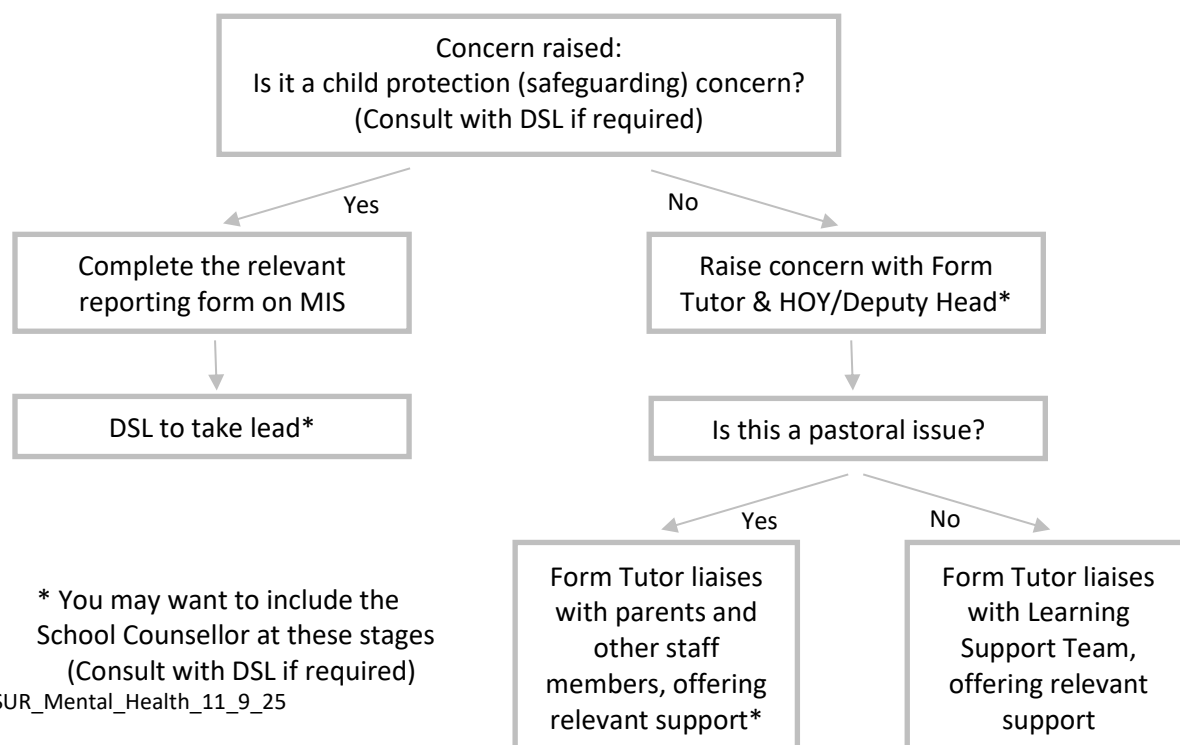 Concern raised:
Is it a child protection (safeguarding) concern?
(Consult with DSL if required)
Yes
No
Complete the relevant
reporting form on MIS
Raise concern with Form
Tutor & HOY/Deputy Head*
DSL to take lead*
Is this a pastoral issue?
Yes
No
Form Tutor liaises
with parents and
other staff
members, offering
relevant support*
Form Tutor liaises
with Learning
Support Team,
offering relevant
support
* You may want to include the
School Counsellor at these stages
(Consult with DSL if required)
SUR_Mental_Health_11_9_25